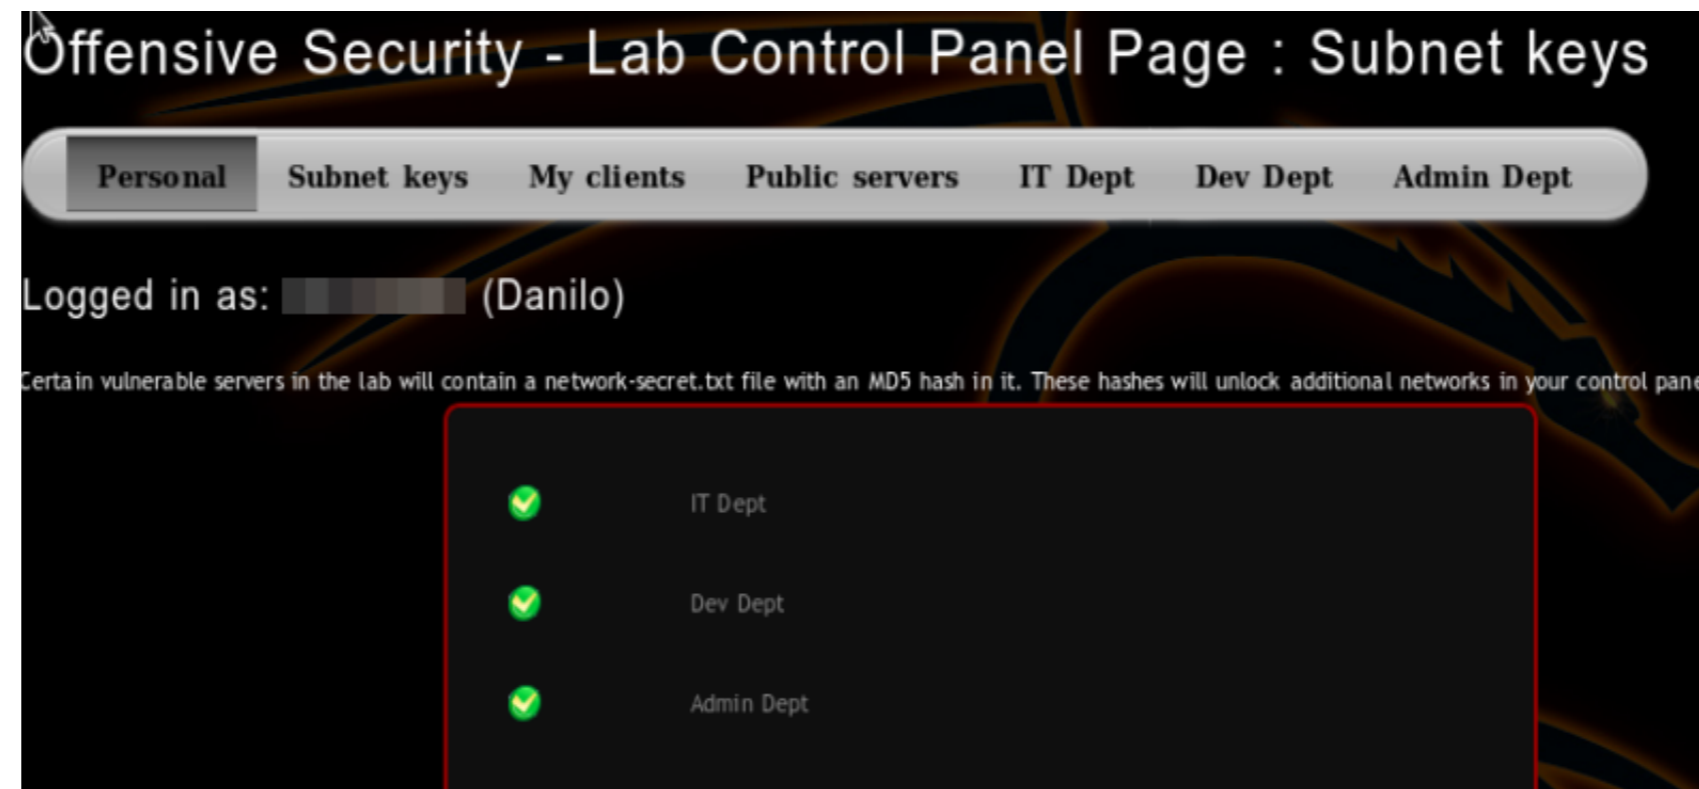 Offensive Security - Lab Control Panel Page : Subnet keys
Personal Subnet keys My clients Public servers IT Dept Dev Dept Admin Dept
Logged in as: (Danilo)
Certain vulnerable servers in the lab will contain a network-secret.txt file with an MD5 hash in it. These hashes will unlock additional networks in your control pane
IT Dept
Dev Dept
Admin Dept